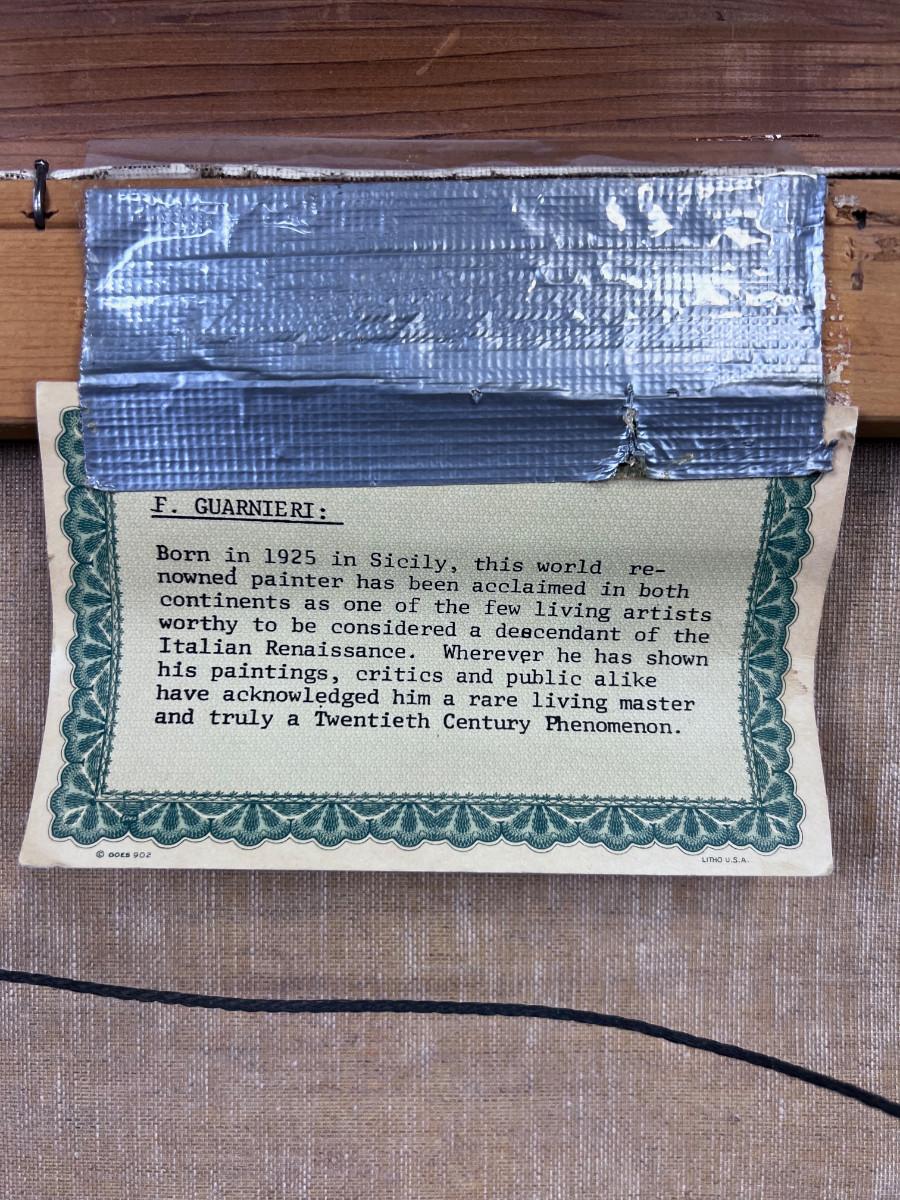 F. GUARNIERI:
Born in 1925 in Sicily, this world re-
nowned painter has been acclaimed in both
continents as one of the few living artists
worthy to be considered a descendant of the
Italian Renaissance. Wherever he has shown
his paintings, critics and public alike
have acknowledged him a rare living master
and truly a Twentieth Century Phenomenon.
© GOES 902
LITHO U.S.A.